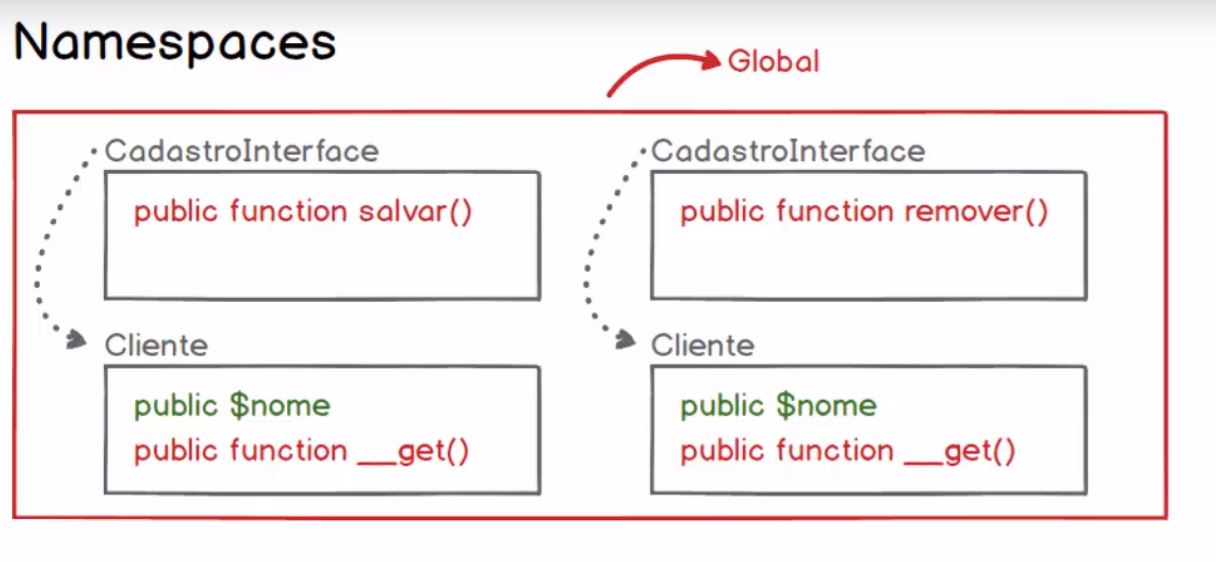 Namespaces
Global
CadastroInterface
public function salvar()
Cliente
public $nome
public function __get()
CadastroInterface
public function remover()
Cliente
public $nome
public function __get()